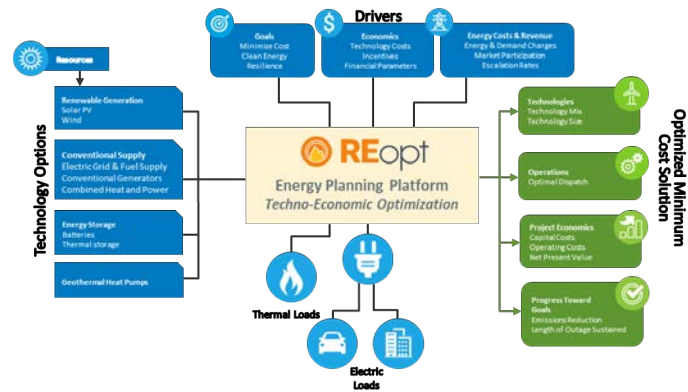 Drivers
Goals
Minimize Cost
Clean Energy
Resilience
$
Economics
Technology Costs
Incentives
Financial Parameters
Energy Costs & Revenue
Energy & Demand Charges
Market Participation
Escalation Rates
Resources
Technology Options
Renewable Generation
Solar PV
Wind
Conventional Supply
Electric Grid & Fuel Supply
Conventional Generators
Combined Heat and Power
Energy Storage
Batteries
Thermal storage
Geothermal Heat Pumps
REopt
Energy Planning Platform
Techno-Economic Optimization
Thermal Loads
Electric
Loads
Optimized Minimum
Cost Solution
Technologies
Technology Mix
Technology Size
Operations
Optimal Dispatch
Project Economics
Capital Costs
Operating Costs
Net Present Value
Progress Toward
Goals
Emissions Reduction
Length of Outage Sustained